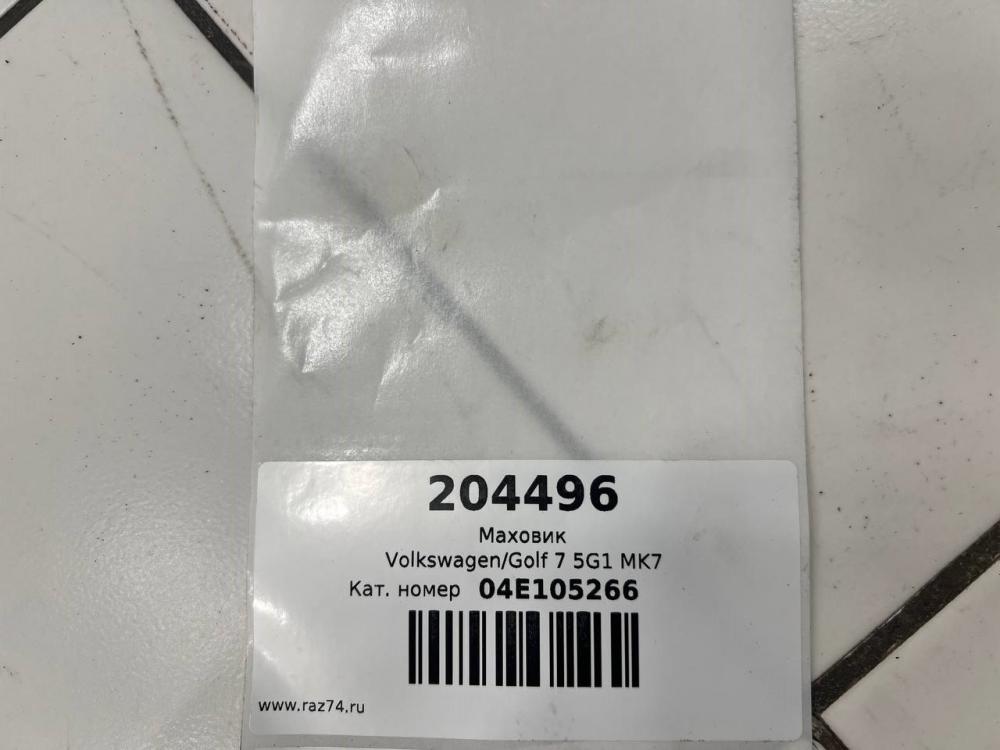 204496
Маховик
Volkswagen/Golf 7 5G1 MK7
Кат. номер 04E105266
www.raz74.ru